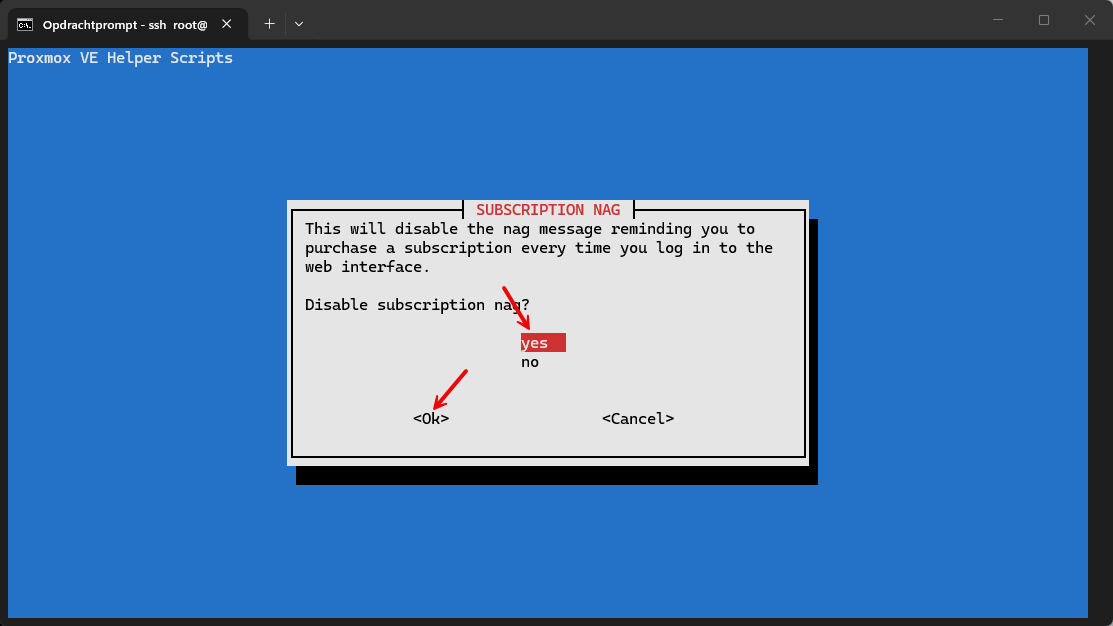 Opdrachtprompt - ssh root@
Proxmox VE Helper Scripts
SUBSCRIPTION NAG
This will disable the nag message reminding you to
purchase a subscription every time you log in to the
web interface.
Disable subscription nag?
yes
no
<Ok> <Cancel>